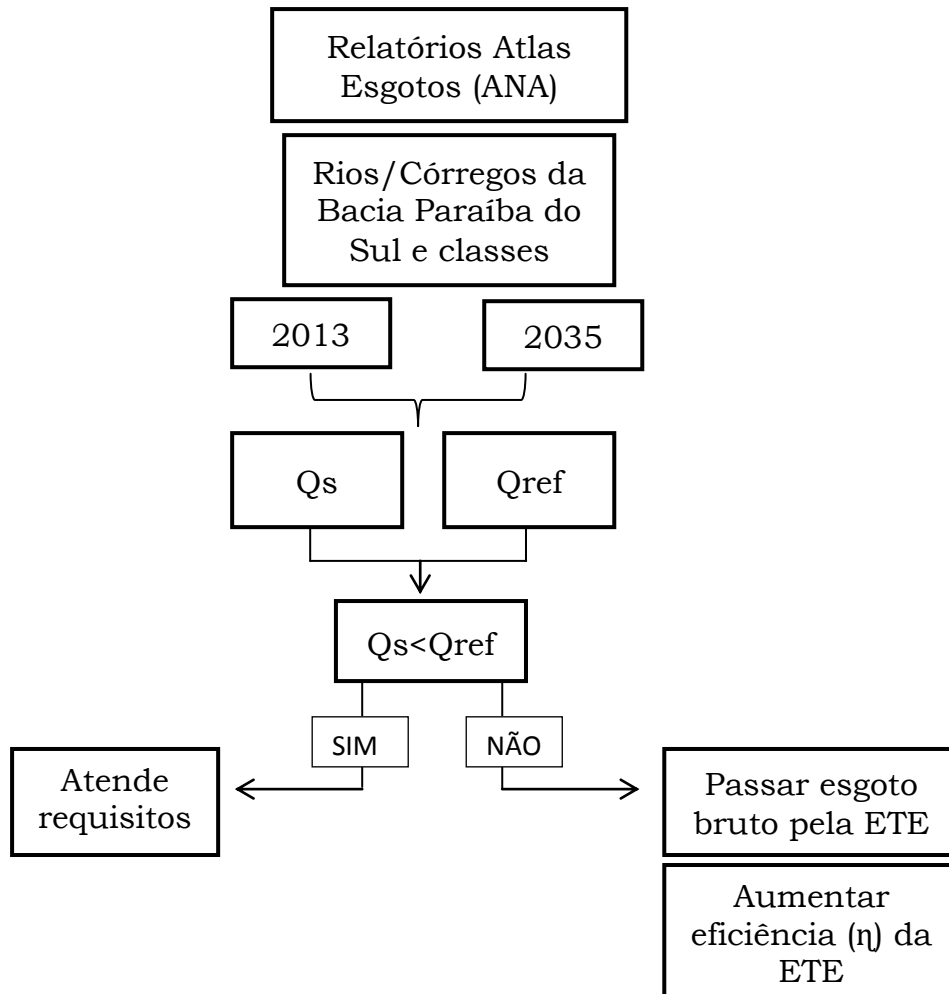 Relatórios Atlas
Esgotos (ANA)
Rios/Córregos da
Bacia Paraíba do
Sul e classes
2013
2035
Qs
Qref
Qs<Qref
SIM
NÃO
Atende
requisitos
Passar esgoto
bruto pela ETE
Aumentar
eficiência (η) da
ETE